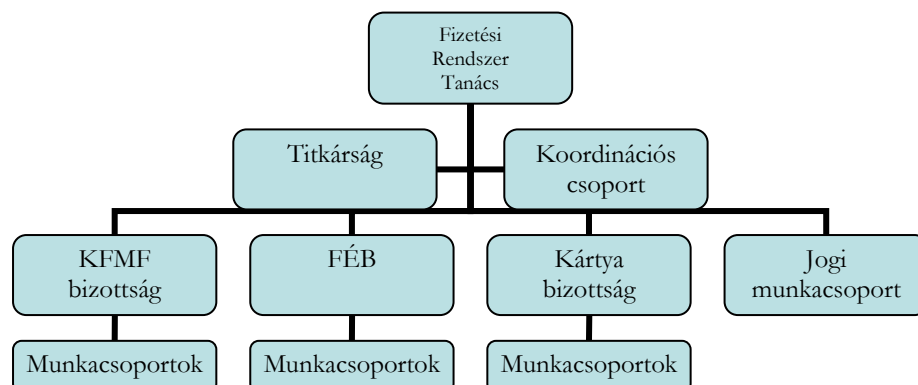 Fizetési
Rendszer
Tanács
Titkárság
Koordinációs
csoport
KFMF
bizottság
FÉB
Kártya
bizottság
Jogi
munkacsoport
Munkacsoportok
Munkacsoportok
Munkacsoportok